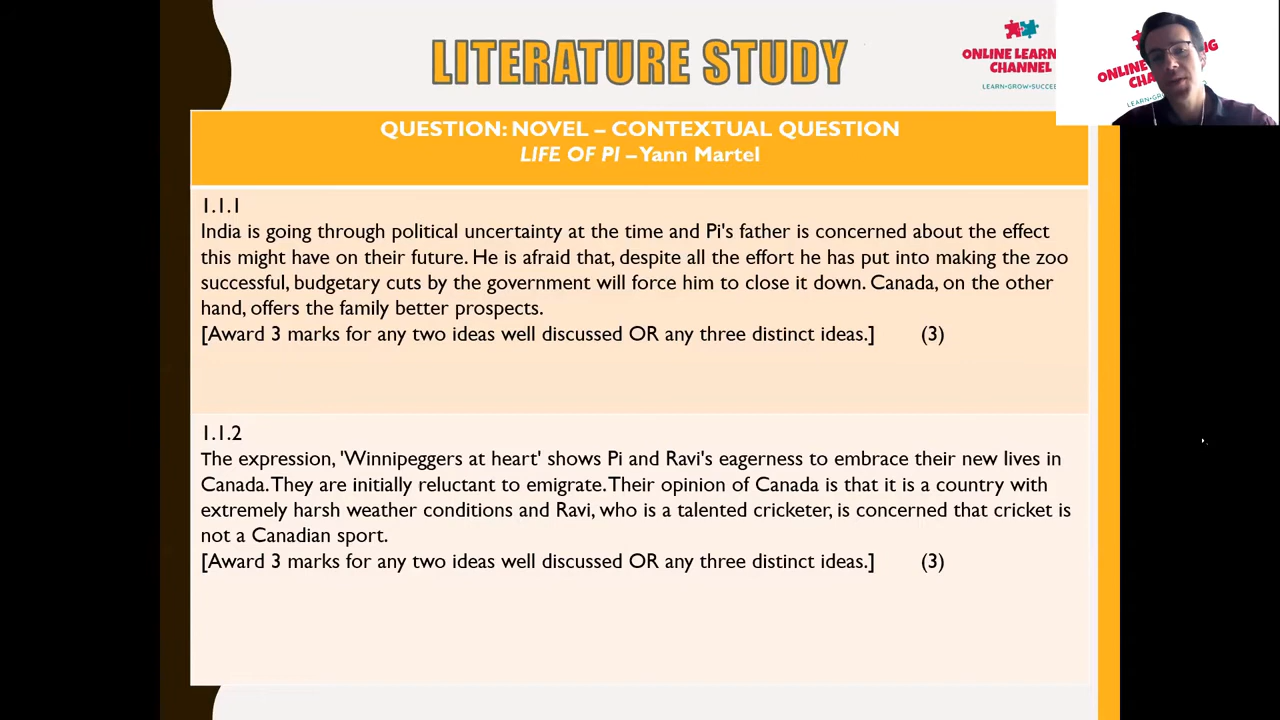 LITERATURE STUDY
ONLINE LEARN
CHANNEL
LEARN•GROW•SUCCE
ONLINE
CHA
NG
QUESTION: NOVEL – CONTEXTUAL QUESTION
LIFE OF PI – Yann Martel
1.1.1
India is going through political uncertainty at the time and Pi's father is concerned about the effect
this might have on their future. He is afraid that, despite all the effort he has put into making the zoo
successful, budgetary cuts by the government will force him to close it down. Canada, on the other
hand, offers the family better prospects.
[Award 3 marks for any two ideas well discussed OR any three distinct ideas.] (3)
1.1.2
The expression, 'Winnipeggers at heart' shows Pi and Ravi's eagerness to embrace their new lives in
Canada. They are initially reluctant to emigrate. Their opinion of Canada is that it is a country with
extremely harsh weather conditions and Ravi, who is a talented cricketer, is concerned that cricket is
not a Canadian sport.
[Award 3 marks for any two ideas well discussed OR any three distinct ideas.] (3)